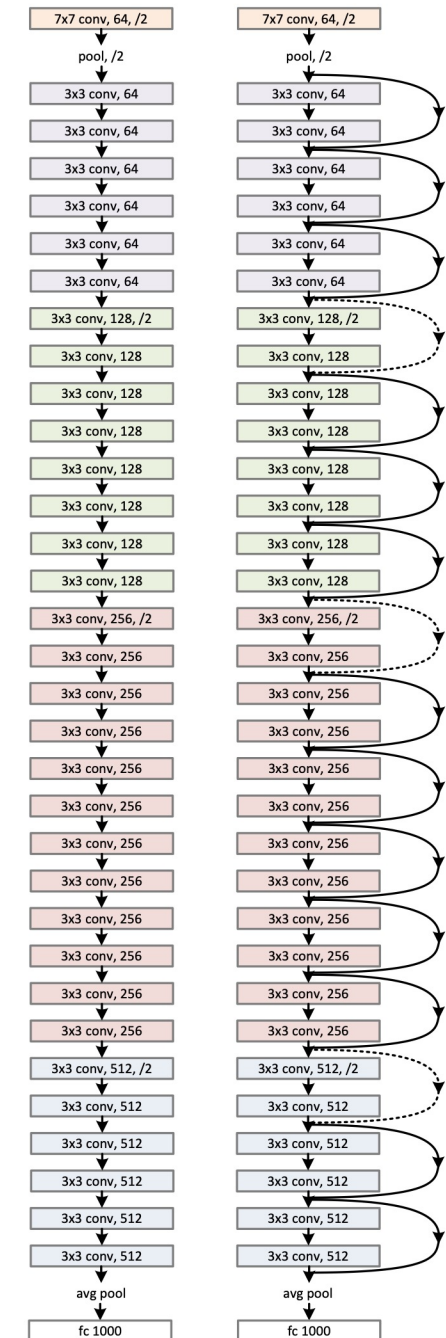 7x7 conv, 64, /2
pool, /2
3x3 conv, 64
3x3 conv, 64
3x3 conv, 64
3x3 conv, 64
3x3 conv, 64
3x3 conv, 64
3x3 conv, 128, /2
3x3 conv, 128
3x3 conv, 128
3x3 conv, 128
3x3 conv, 128
3x3 conv, 128
3x3 conv, 128
3x3 conv, 128
3x3 conv, 256, /2
3x3 conv, 256
3x3 conv, 256
3x3 conv, 256
3x3 conv, 256
3x3 conv, 256
3x3 conv, 256
3x3 conv, 256
3x3 conv, 256
3x3 conv, 256
3x3 conv, 256
3x3 conv, 256
3x3 conv, 512, /2
3x3 conv, 512
3x3 conv, 512
3x3 conv, 512
3x3 conv, 512
3x3 conv, 512
avg pool
fc 1000
7x7 conv, 64, /2
pool, /2
3x3 conv, 64
3x3 conv, 64
3x3 conv, 64
3x3 conv, 64
3x3 conv, 64
3x3 conv, 64
3x3 conv, 128, /2
3x3 conv, 128
3x3 conv, 128
3x3 conv, 128
3x3 conv, 128
3x3 conv, 128
3x3 conv, 128
3x3 conv, 128
3x3 conv, 256, /2
3x3 conv, 256
3x3 conv, 256
3x3 conv, 256
3x3 conv, 256
3x3 conv, 256
3x3 conv, 256
3x3 conv, 256
3x3 conv, 256
3x3 conv, 256
3x3 conv, 256
3x3 conv, 256
3x3 conv, 512, /2
3x3 conv, 512
3x3 conv, 512
3x3 conv, 512
3x3 conv, 512
3x3 conv, 512
avg pool
fc 1000